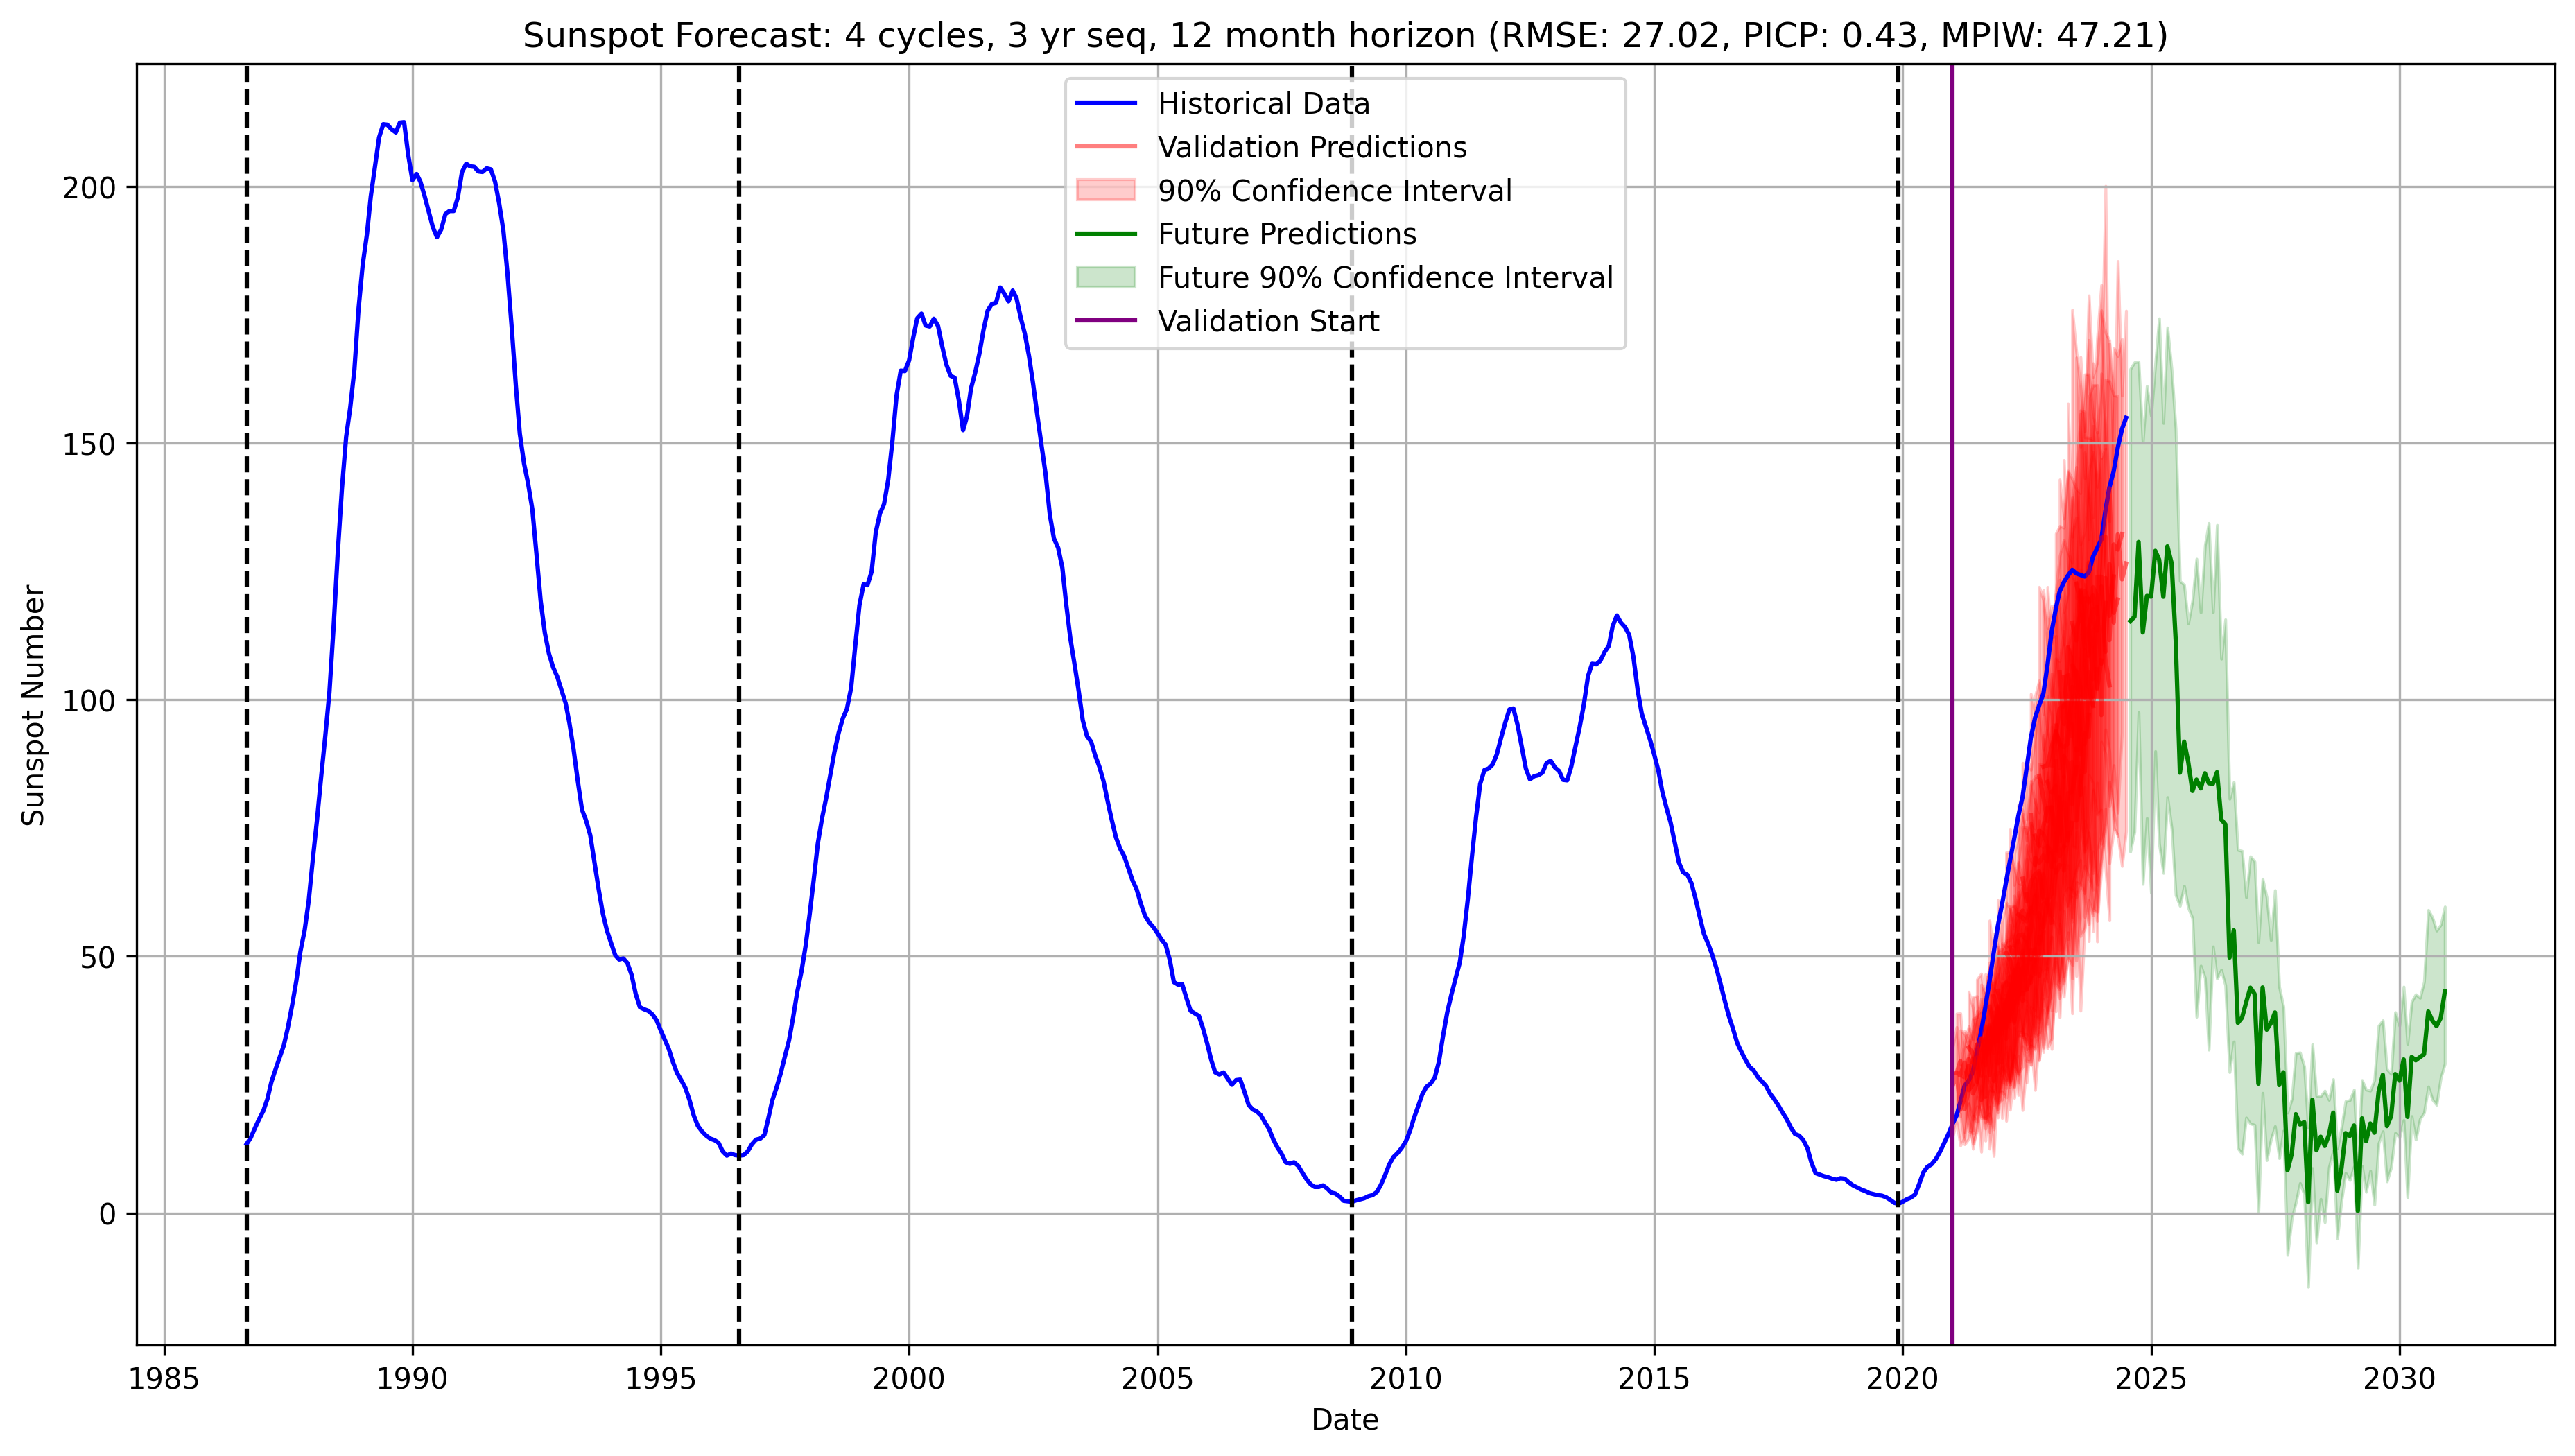 Sunspot Forecast: 4 cycles, 3 yr seq, 12 month horizon (RMSE: 27.02, PICP: 0.43, MPIW: 47.21)
Historical Data
Validation Predictions
90% Confidence Interval
Future Predictions
Future 90% Confidence Interval
Validation Start
Sunspot Number
200
150
100
50
0
1985 1990 1995 2000 2005 2010 2015 2020 2025 2030
Date